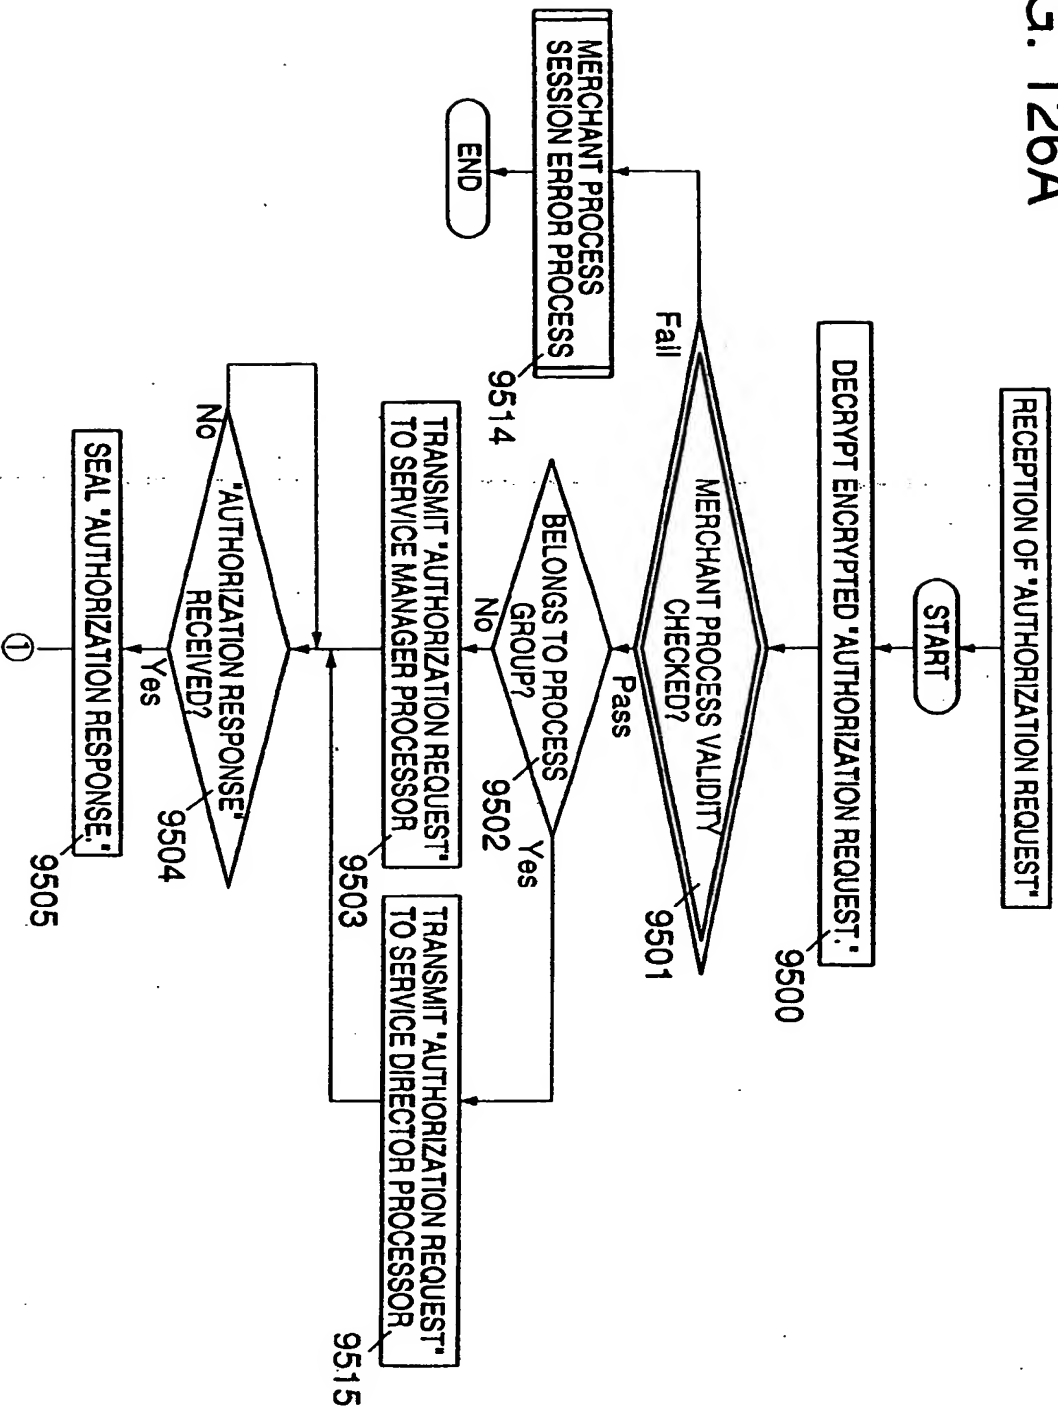 G. 126A
RECEPTION OF "AUTHORIZATION REQUEST"
START
DECRYPT ENCRYPTED "AUTHORIZATION REQUEST."
9500
MERCHANT PROCESS VALIDITY
CHECKED?
9501
Fail
Pass
MERCHANT PROCESS
SESSION ERROR PROCESS
9514
END
BELONGS TO PROCESS
GROUP?
9502
No
Yes
TRANSMIT "AUTHORIZATION REQUEST"
TO SERVICE MANAGER PROCESSOR
9503
TRANSMIT "AUTHORIZATION REQUEST"
TO SERVICE DIRECTOR PROCESSOR
9515
"AUTHORIZATION RESPONSE"
RECEIVED?
9504
No
Yes
SEAL "AUTHORIZATION RESPONSE."
9505
1